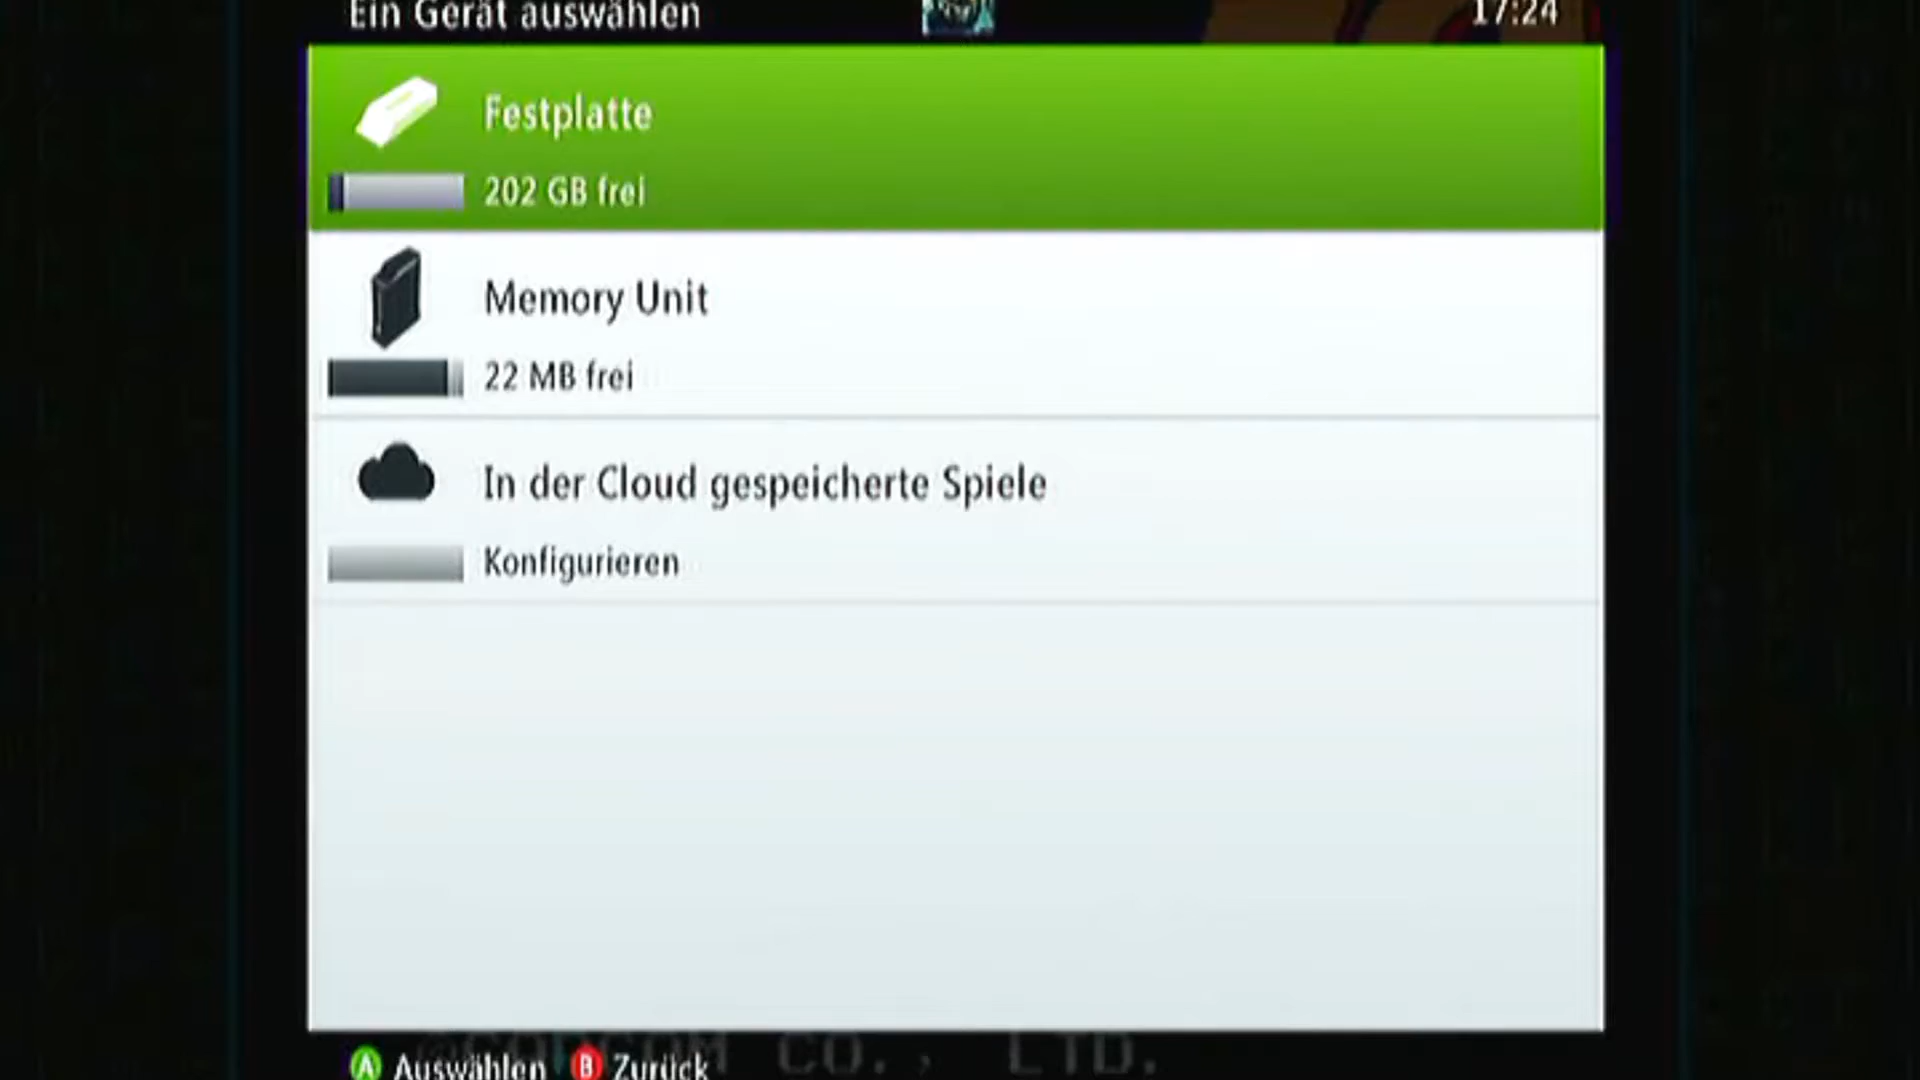 Ein Gerät auswählen
17:24
Festplatte
202 GB frei
Memory Unit
22 MB frei
In der Cloud gespeicherte Spiele
Konfigurieren
CO., LTD.
A Auswählen B Zurück